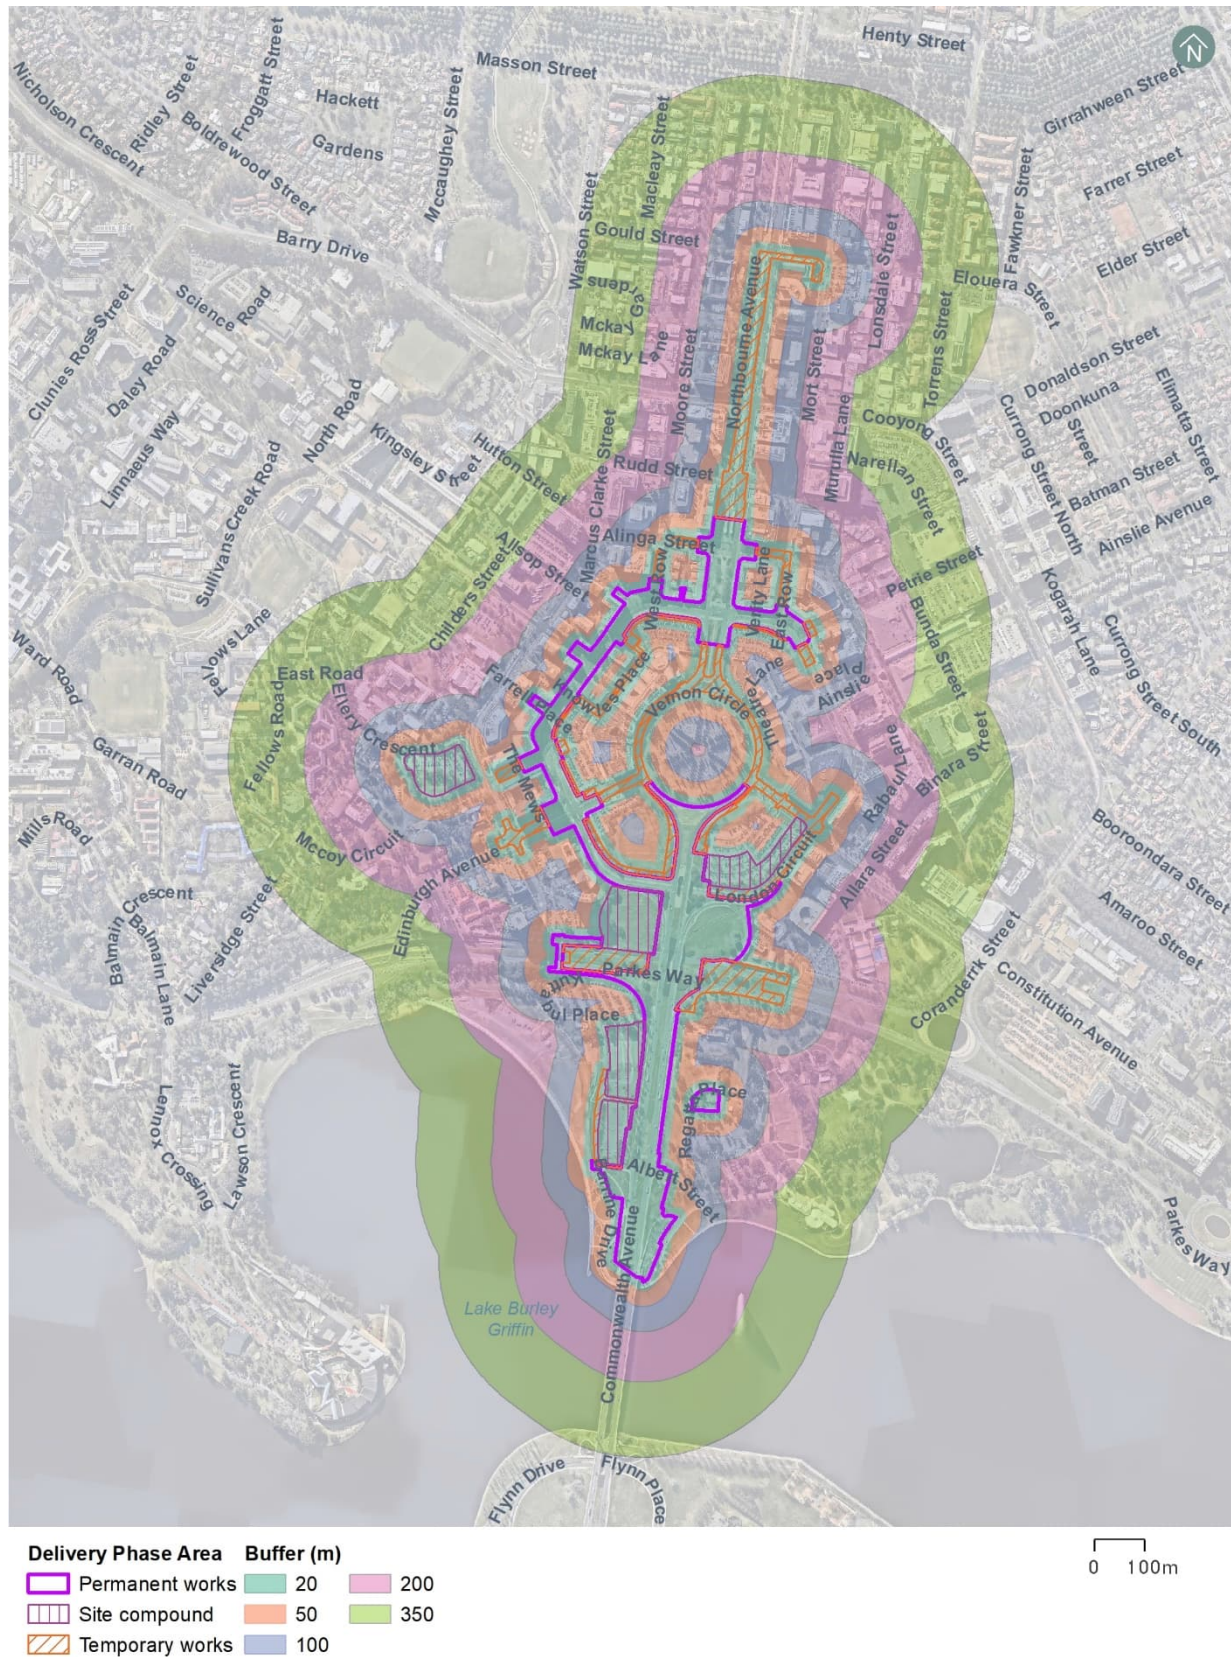 Henty Street
N
Masson Street
Froggatt Street
Ridley Street
Nicholson Crescent
Hackett
Gardens
Boldrewood Street
Mccaughey Street
Macleay Street
Girrahween Street
Farrer Street
Fawkner Street
Watson Street
Gould Street
Barry Drive
Lonsdale Street
Elder Street
Elouera Street
Science Road
Clunies Ross Street
Daley Road
Mckay Gardens
Mckay Lane
Moore Street
Northbourne Avenue
Mort Street
Torrens Street
Donaldson Street
Doonkuna Street
Elimatta Street
Linnaeus Way
North Road
Kingsley Street
Hutton Street
Marcus Clarke Street
Rudd Street
Murulla Lane
Cooyong Street
Narellan Street
Currong Street North
Batman Street
Ainslie Avenue
Sullivans Creek Road
Allsop Street
Alinga Street
West Row
Verity Lane
East Row
Petrie Street
Bunda Street
Kogarah Lane
Currong Street South
Ward Road
Fellows Lane
Childers Street
East Road
Ellery Crescent
Fellows Road
Farrell Place
Knowles Place
Vernon Circle
Theatre Lane
Ainslie Place
Garran Road
Mills Road
The Mews
Rabaul Lane
Binara Street
Mccoy Circuit
Edinburgh Avenue
London Circuit
Allara Street
Booroondara Street
Amaroo Street
Balmain Crescent
Balmain Lane
Liversidge Street
Parkes Way
Coranderrk Street
Constitution Avenue
Lennox Crossing
Lawson Crescent
Albert Street
Commonwealth Avenue
Parkes Way
Lake Burley
Griffin
Flynn Drive
Flynn Place
Delivery Phase Area
Permanent works
Site compound
Temporary works
Buffer (m)
20
50
100
200
350
0 100m